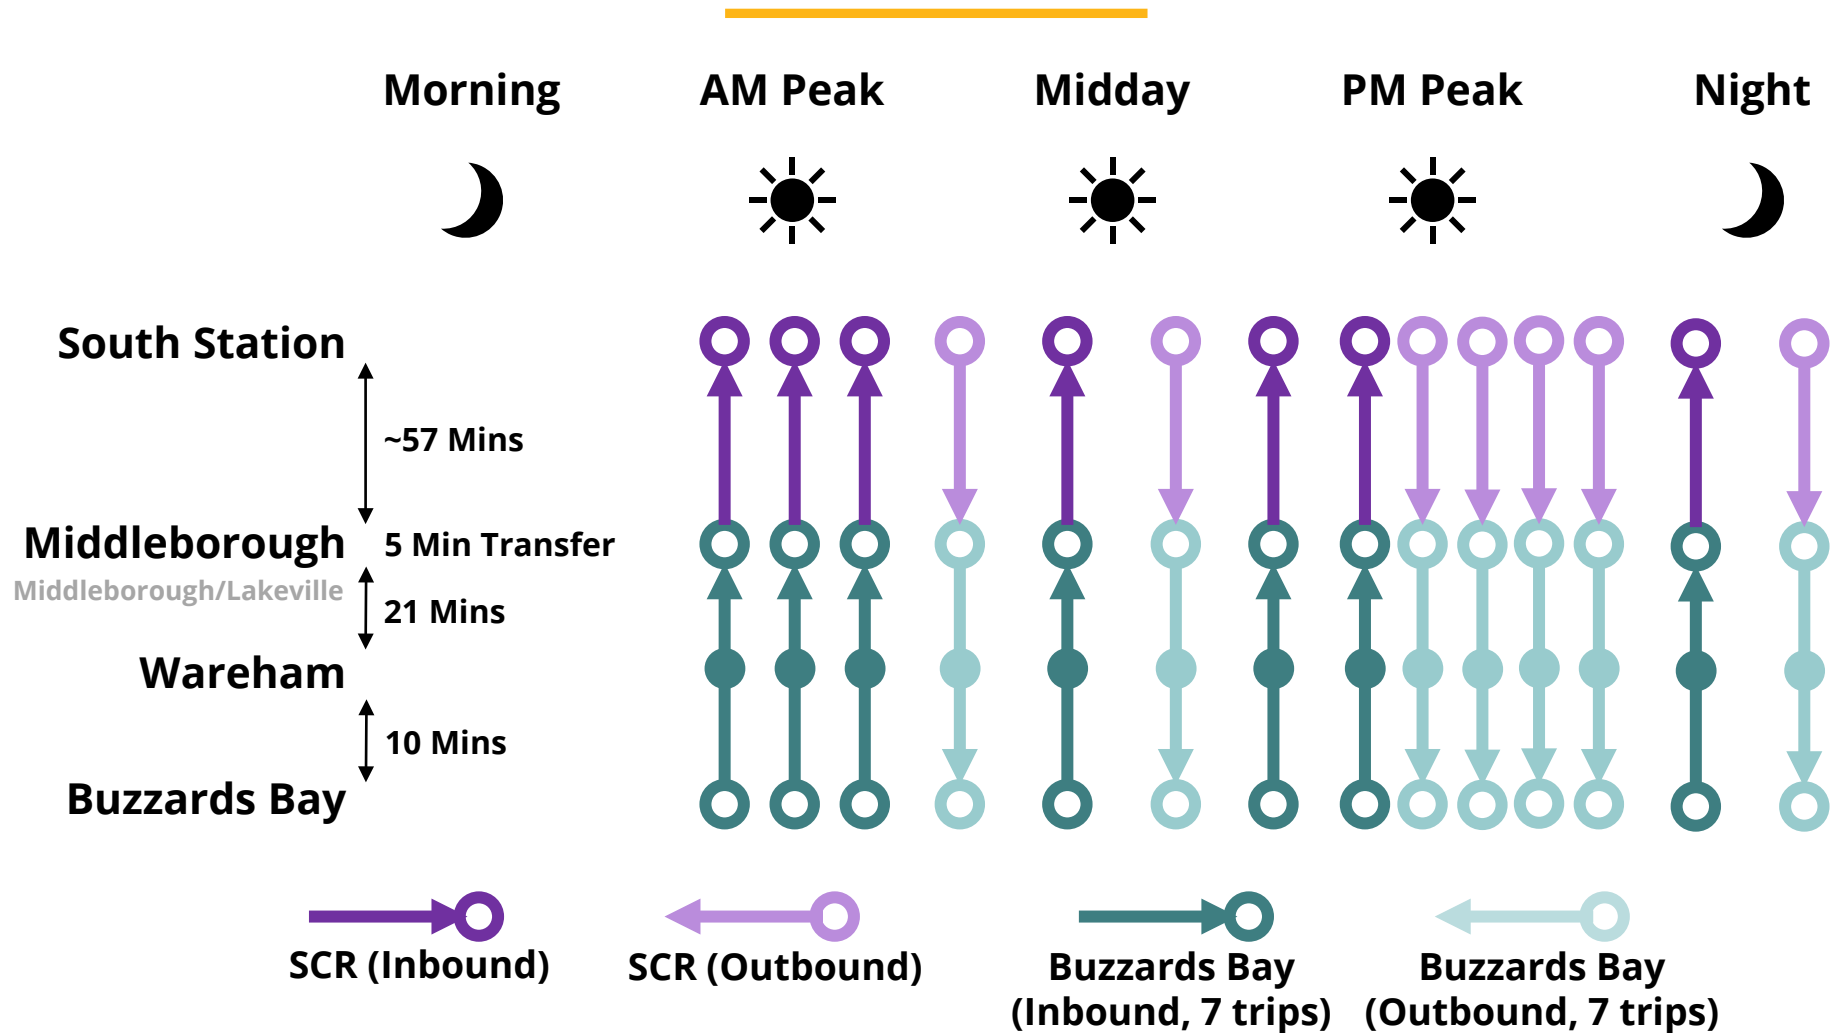 Morning AM Peak Midday PM Peak Night
South Station
~57 Mins
Middleborough 5 Min Transfer
Middleborough/Lakeville
21 Mins
Wareham
10 Mins
Buzzards Bay
SCR (Inbound) SCR (Outbound) Buzzards Bay Buzzards Bay
(Inbound, 7 trips) (Outbound, 7 trips)